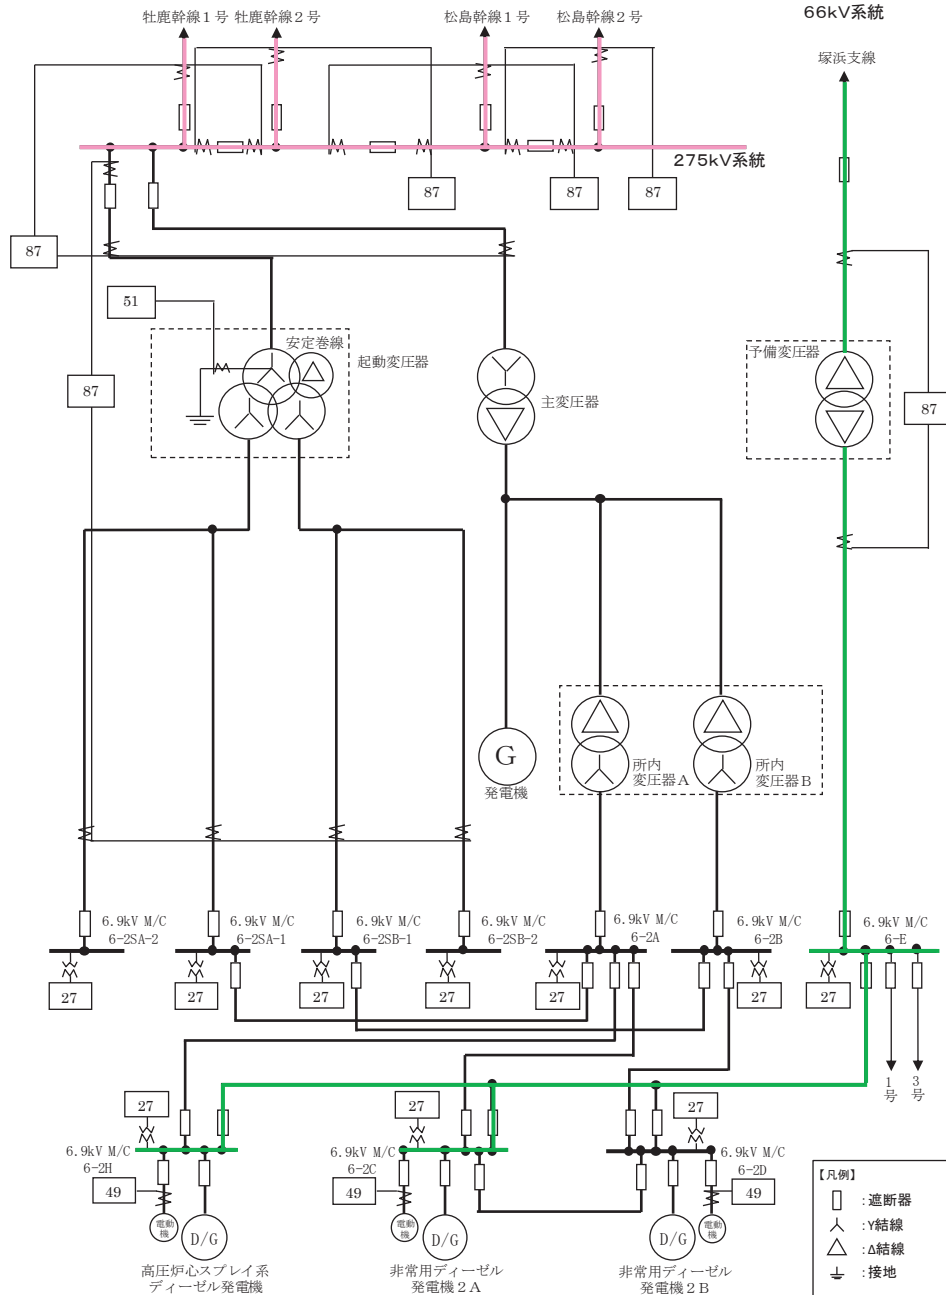 66kV系統
牡鹿幹線1号
牡鹿幹線2号
松島幹線1号
松島幹線2号
塚浜支線
275kV系統
87
87
87
87
51
安定巻線
起動変圧器
予備変圧器
87
主変圧器
87
G
発電機
所内
変圧器A
所内
変圧器B
6.9kV M/C
6-2SA-2
6.9kV M/C
6-2SA-1
6.9kV M/C
6-2SB-1
6.9kV M/C
6-2SB-2
6.9kV M/C
6-2A
6.9kV M/C
6-2B
6.9kV M/C
6-E
27
27
27
27
27
27
27
1
号
3
号
27
27
27
6.9kV M/C
6-2H
6.9kV M/C
6-2C
6.9kV M/C
6-2D
49
49
49
電動
機
D/G
電動
機
D/G
D/G
電動
機
高圧炉心スプレイ系
ディーゼル発電機
非常用ディーゼル
発電機2A
非常用ディーゼル
発電機2B
【凡例】
:遮断器
:Y結線
:Δ結線
:接地